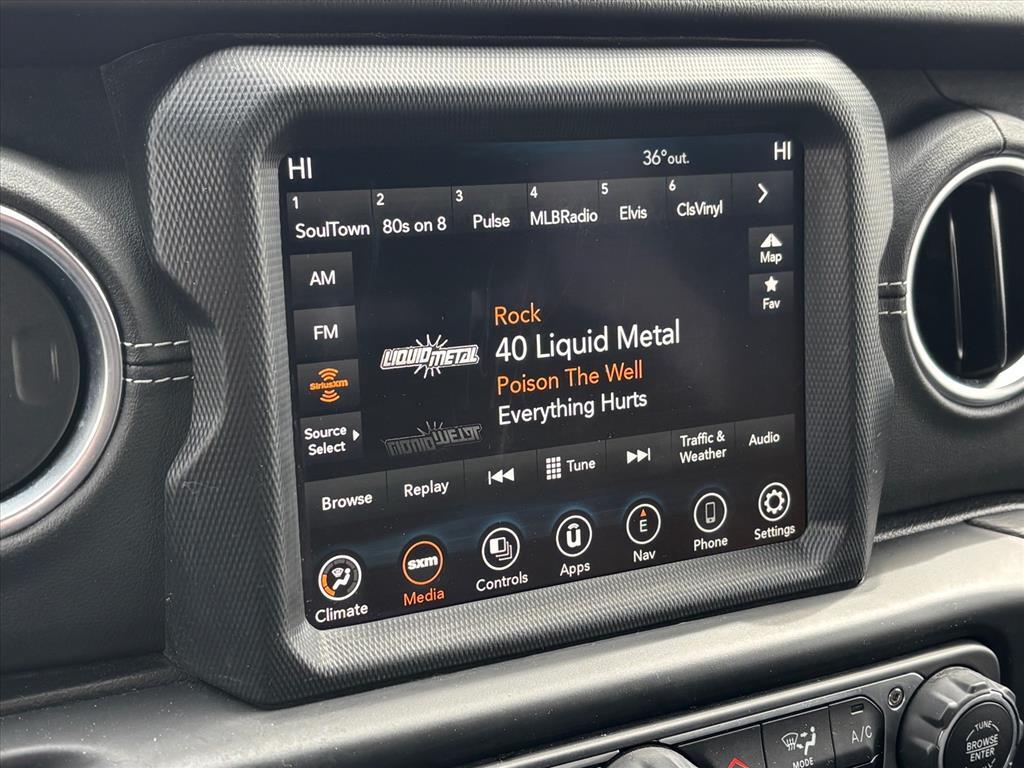 HI
36° out.
HI
1 SoulTown
2 80s on 8
3 Pulse
4 MLBRadio
5 Elvis
6 ClsVinyl
Map
AM
Fav
FM
Rock
LIQUID METAL
40 Liquid Metal
SiriusXM
Poison The Well
Everything Hurts
Source
Select
Browse
Replay
Tune
Traffic &
Weather
Audio
Climate
sxm
Media
Controls
Apps
E
Nav
Phone
Settings
MODE
A/C
TUNE
BROWSE
ENTER